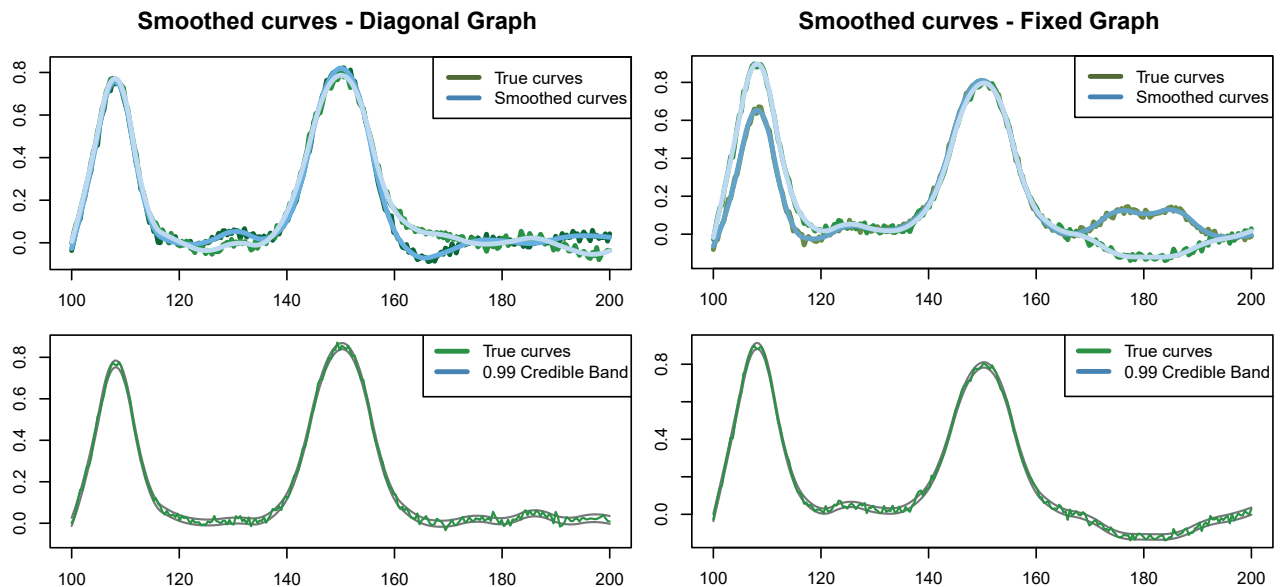 Smoothed curves - Diagonal Graph
0.8
0.6
0.4
0.2
0.0
True curves
Smoothed curves
100 120 140 160 180 200
Smoothed curves - Fixed Graph
0.8
0.6
0.4
0.2
0.0
True curves
Smoothed curves
100 120 140 160 180 200
0.8
0.6
0.4
0.2
0.0
True curves
0.99 Credible Band
100 120 140 160 180 200
0.8
0.4
0.0
True curves
0.99 Credible Band
100 120 140 160 180 200